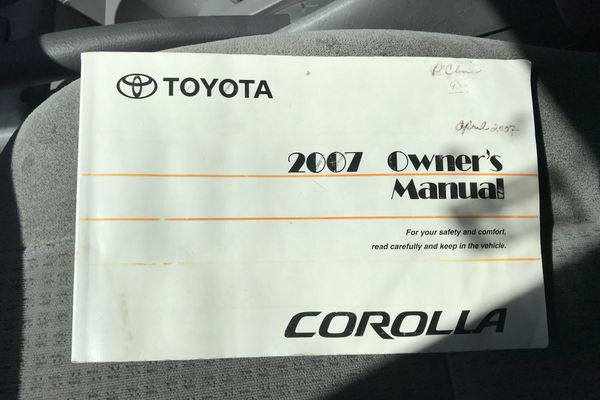 TOYOTA
April 2007
2007 Owner's
Manual
For your safety and comfort,
read carefully and keep in the vehicle.
COROLLA